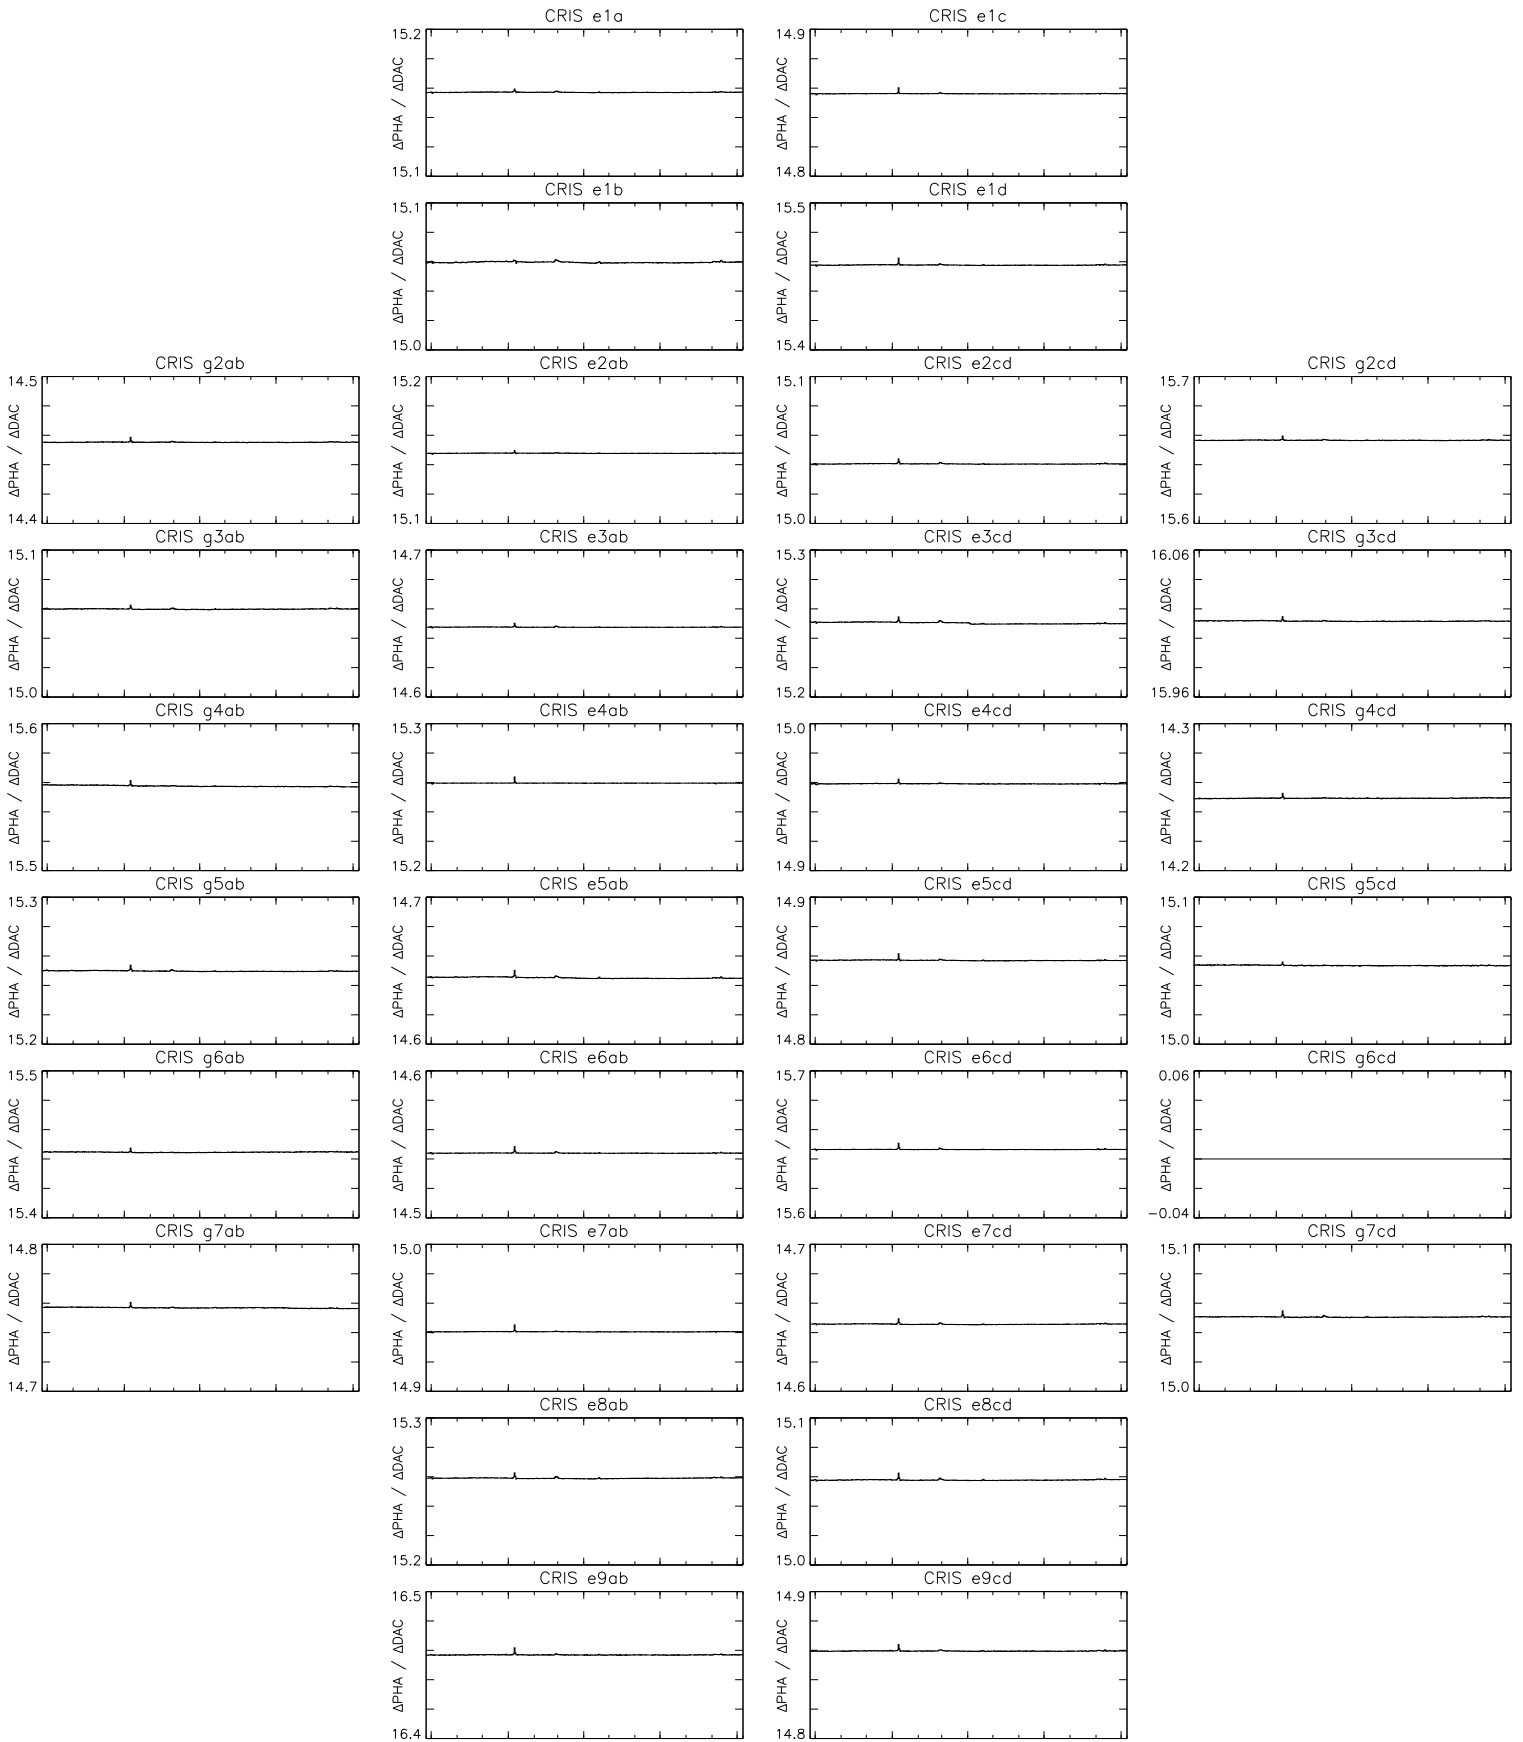 CRIS e1a
15.2
ΔPHA / ΔDAC
15.1
CRIS e1c
14.9
ΔPHA / ΔDAC
14.8
CRIS e1b
15.1
ΔPHA / ΔDAC
15.0
CRIS e1d
15.5
ΔPHA / ΔDAC
15.4
CRIS g2ab
14.5
ΔPHA / ΔDAC
14.4
CRIS e2ab
15.2
ΔPHA / ΔDAC
15.1
CRIS e2cd
15.1
ΔPHA / ΔDAC
15.0
CRIS g2cd
15.7
ΔPHA / ΔDAC
15.6
CRIS g3ab
15.1
ΔPHA / ΔDAC
15.0
CRIS e3ab
14.7
ΔPHA / ΔDAC
14.6
CRIS e3cd
15.3
ΔPHA / ΔDAC
15.2
CRIS g3cd
16.06
ΔPHA / ΔDAC
15.96
CRIS g4ab
15.6
ΔPHA / ΔDAC
15.5
CRIS e4ab
15.3
ΔPHA / ΔDAC
15.2
CRIS e4cd
15.0
ΔPHA / ΔDAC
14.9
CRIS g4cd
14.3
ΔPHA / ΔDAC
14.2
CRIS g5ab
15.3
ΔPHA / ΔDAC
15.2
CRIS e5ab
14.7
ΔPHA / ΔDAC
14.6
CRIS e5cd
14.9
ΔPHA / ΔDAC
14.8
CRIS g5cd
15.1
ΔPHA / ΔDAC
15.0
CRIS g6ab
15.5
ΔPHA / ΔDAC
15.4
CRIS e6ab
14.6
ΔPHA / ΔDAC
14.5
CRIS e6cd
15.7
ΔPHA / ΔDAC
15.6
CRIS g6cd
0.06
ΔPHA / ΔDAC
−0.04
CRIS g7ab
14.8
ΔPHA / ΔDAC
14.7
CRIS e7ab
15.0
ΔPHA / ΔDAC
14.9
CRIS e7cd
14.7
ΔPHA / ΔDAC
14.6
CRIS g7cd
15.1
ΔPHA / ΔDAC
15.0
CRIS e8ab
15.3
ΔPHA / ΔDAC
15.2
CRIS e8cd
15.1
ΔPHA / ΔDAC
15.0
CRIS e9ab
16.5
ΔPHA / ΔDAC
16.4
CRIS e9cd
14.9
ΔPHA / ΔDAC
14.8